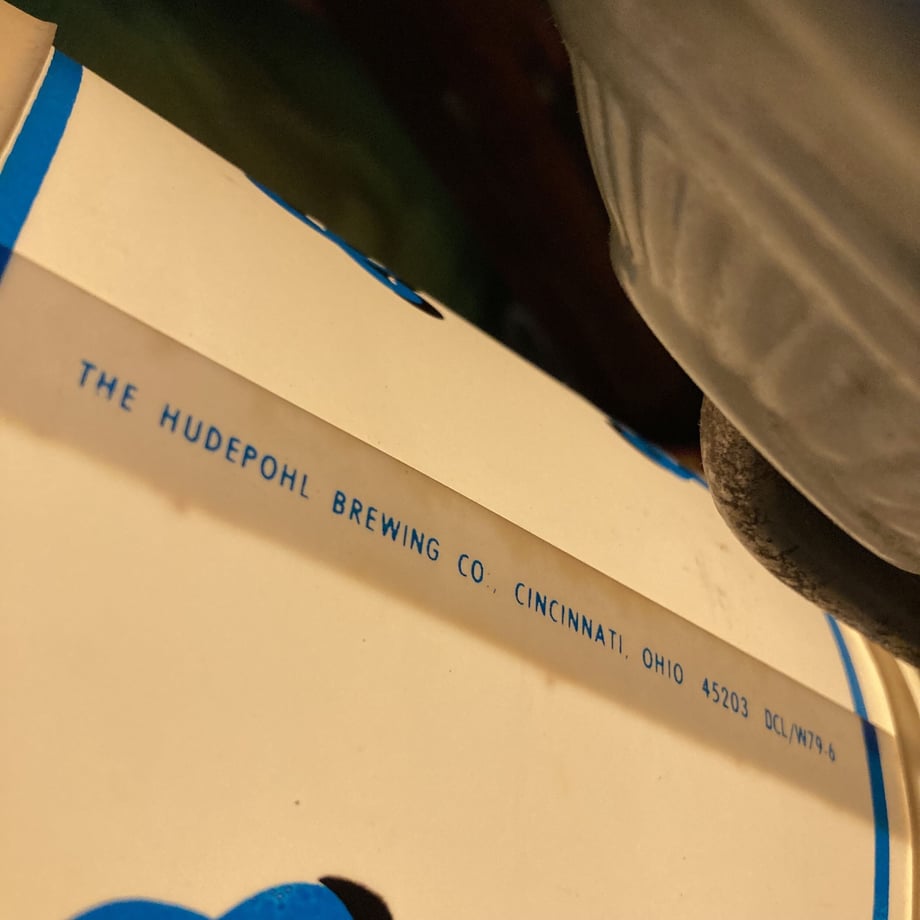 THE HUDEPOHL BREWING CO., CINCINNATI, OHIO 45203 DCL/W79-6